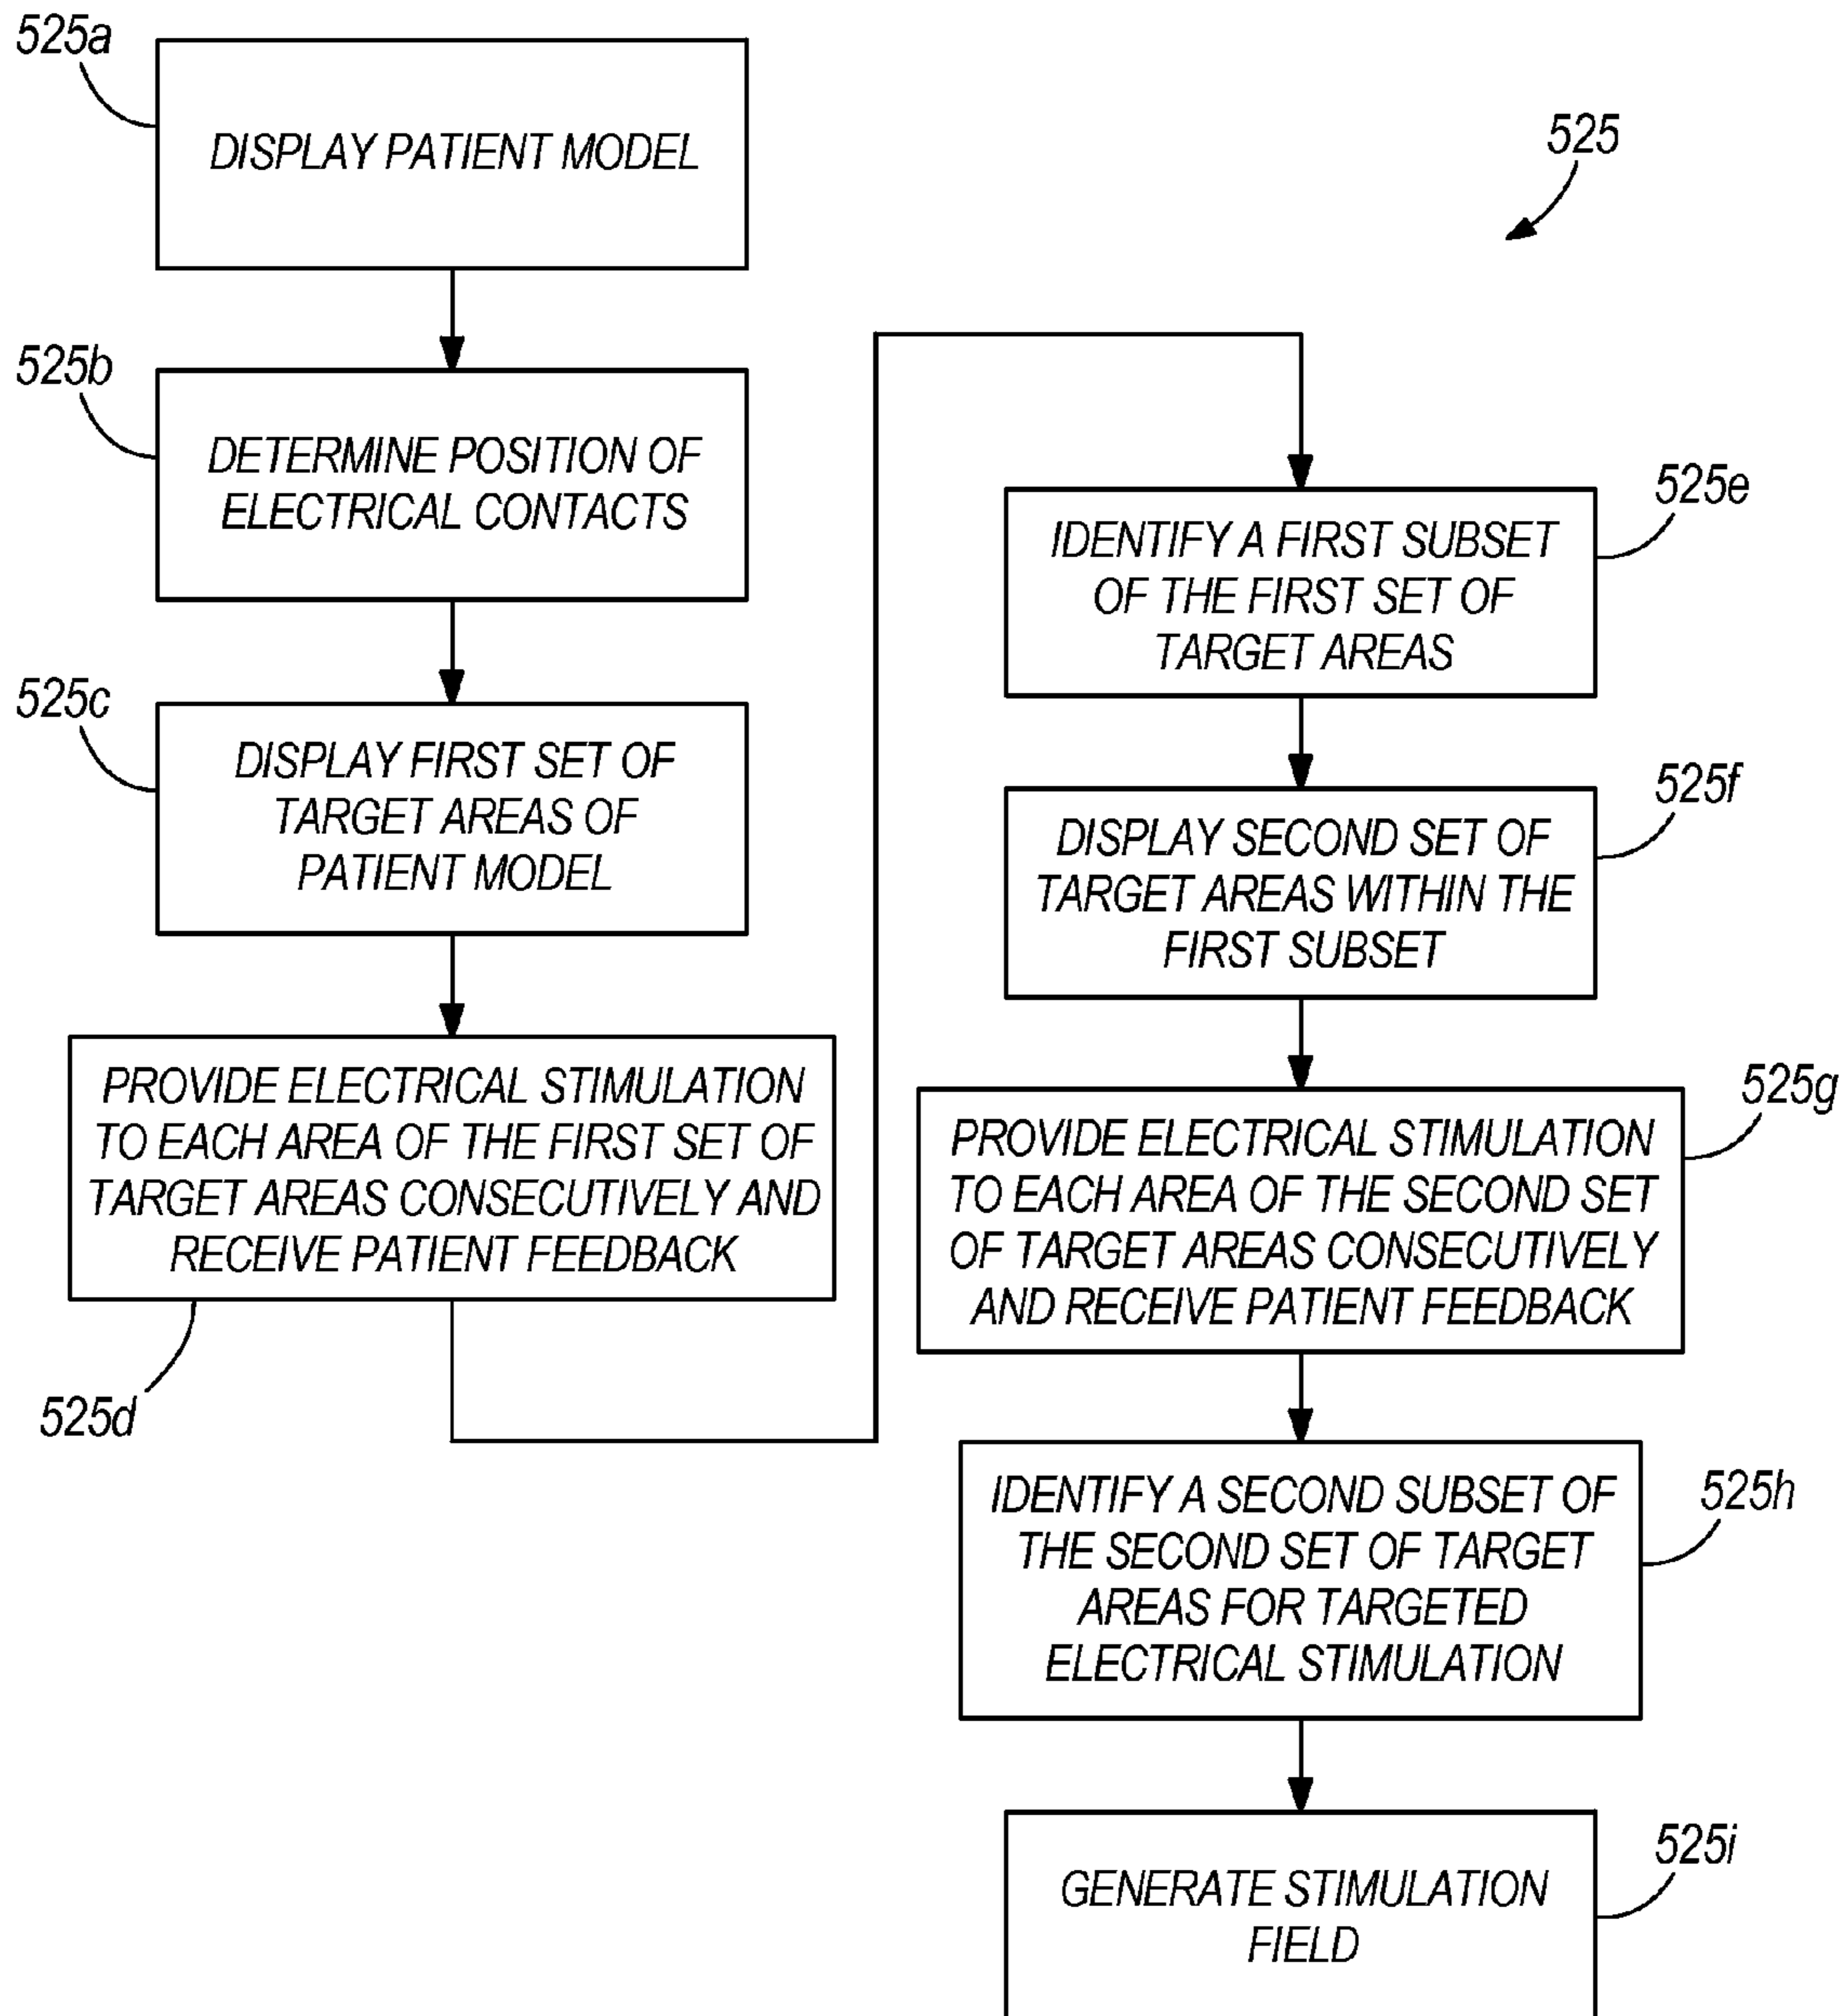 525a
DISPLAY PATIENT MODEL
525b
DETERMINE POSITION OF
ELECTRICAL CONTACTS
525c
DISPLAY FIRST SET OF
TARGET AREAS OF
PATIENT MODEL
PROVIDE ELECTRICAL STIMULATION
TO EACH AREA OF THE FIRST SET OF
TARGET AREAS CONSECUTIVELY AND
RECEIVE PATIENT FEEDBACK
525d
525
525e
IDENTIFY A FIRST SUBSET
OF THE FIRST SET OF
TARGET AREAS
525f
DISPLAY SECOND SET OF
TARGET AREAS WITHIN THE
FIRST SUBSET
525g
PROVIDE ELECTRICAL STIMULATION
TO EACH AREA OF THE SECOND SET
OF TARGET AREAS CONSECUTIVELY
AND RECEIVE PATIENT FEEDBACK
525h
IDENTIFY A SECOND SUBSET OF
THE SECOND SET OF TARGET
AREAS FOR TARGETED
ELECTRICAL STIMULATION
525i
GENERATE STIMULATION
FIELD